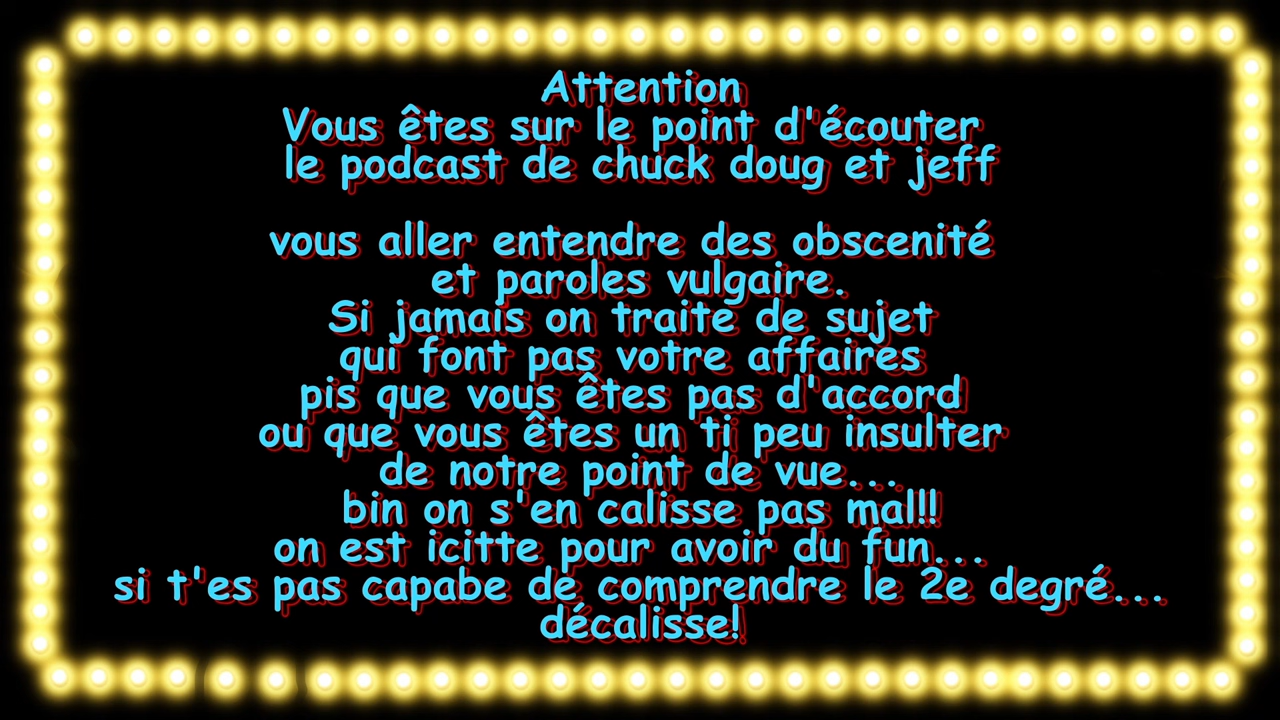 Attention
Vous êtes sur le point d'écouter
le podcast de chuck doug et jeff
vous aller entendre des obscenité
et paroles vulgaire.
Si jamais on traite de sujet
qui font pas votre affaires
pis que vous êtes pas d'accord
ou que vous êtes un ti peu insulter
de notre point de vue...
bin on s'en calisse pas mal!!
on est icitte pour avoir du fun...
si t'es pas capabe de comprendre le 2e degré...
décalisse!